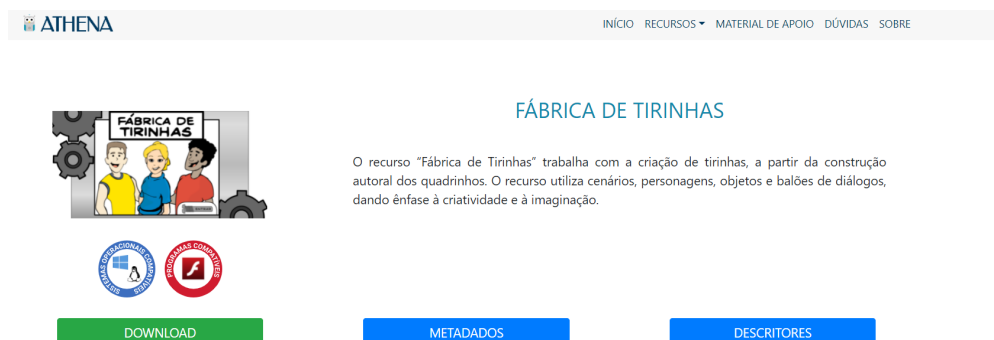 ATHENA
INÍCIO RECURSOS MATERIAL DE APOIO DÚVIDAS SOBRE
FÁBRICA DE
TIRINHAS
FÁBRICA DE TIRINHAS
O recurso “Fábrica de Tirinhas” trabalha com a criação de tirinhas, a partir da construção
autoral dos quadrinhos. O recurso utiliza cenários, personagens, objetos e balões de diálogos,
dando ênfase à criatividade e à imaginação.
SISTEMAS OPERACIONAIS COMPATÍVEIS
PROGRAMAS COMPATÍVEIS
DOWNLOAD METADADOS DESCRITORES